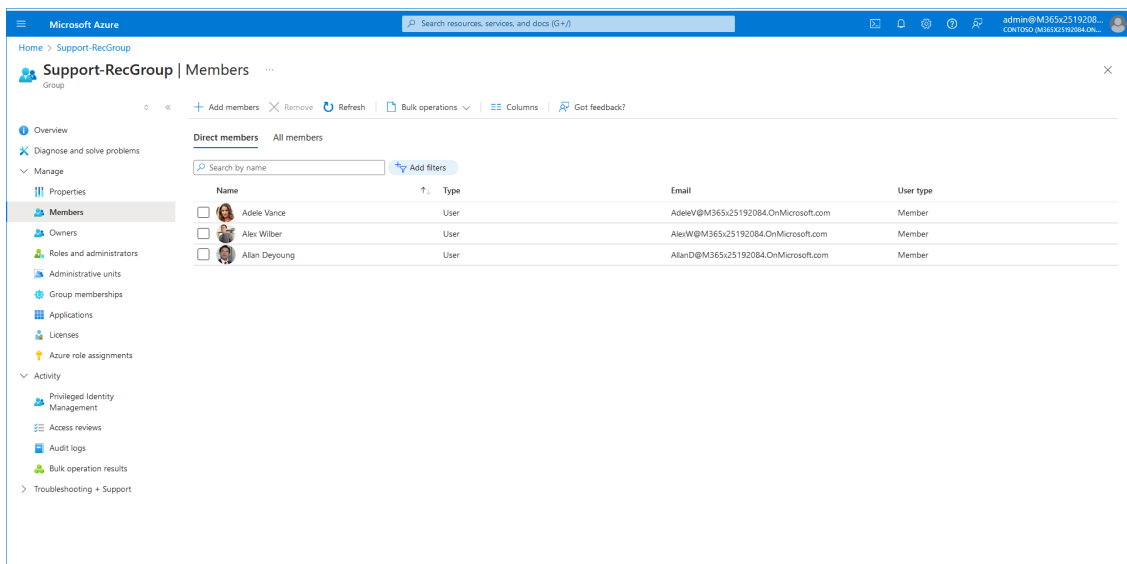 Microsoft Azure
Search resources, services, and docs (G+/)
admin@M365x2519208...
CONTOSO (M365X25192084.ON...
Home > Support-RecGroup
Support-RecGroup | Members ...
Group
Add members Remove Refresh Bulk operations Columns Got feedback?
Overview
Diagnose and solve problems
Manage
Properties
Members
Owners
Roles and administrators
Administrative units
Group memberships
Applications
Licenses
Azure role assignments
Activity
Privileged Identity
Management
Access reviews
Audit logs
Bulk operation results
Troubleshooting + Support
Direct members All members
Search by name Add filters
Name Type Email User type
Adele Vance User AdeleV@M365x25192084.OnMicrosoft.com Member
Alex Wilber User AlexW@M365x25192084.OnMicrosoft.com Member
Allan Deyoung User AllanD@M365x25192084.OnMicrosoft.com Member